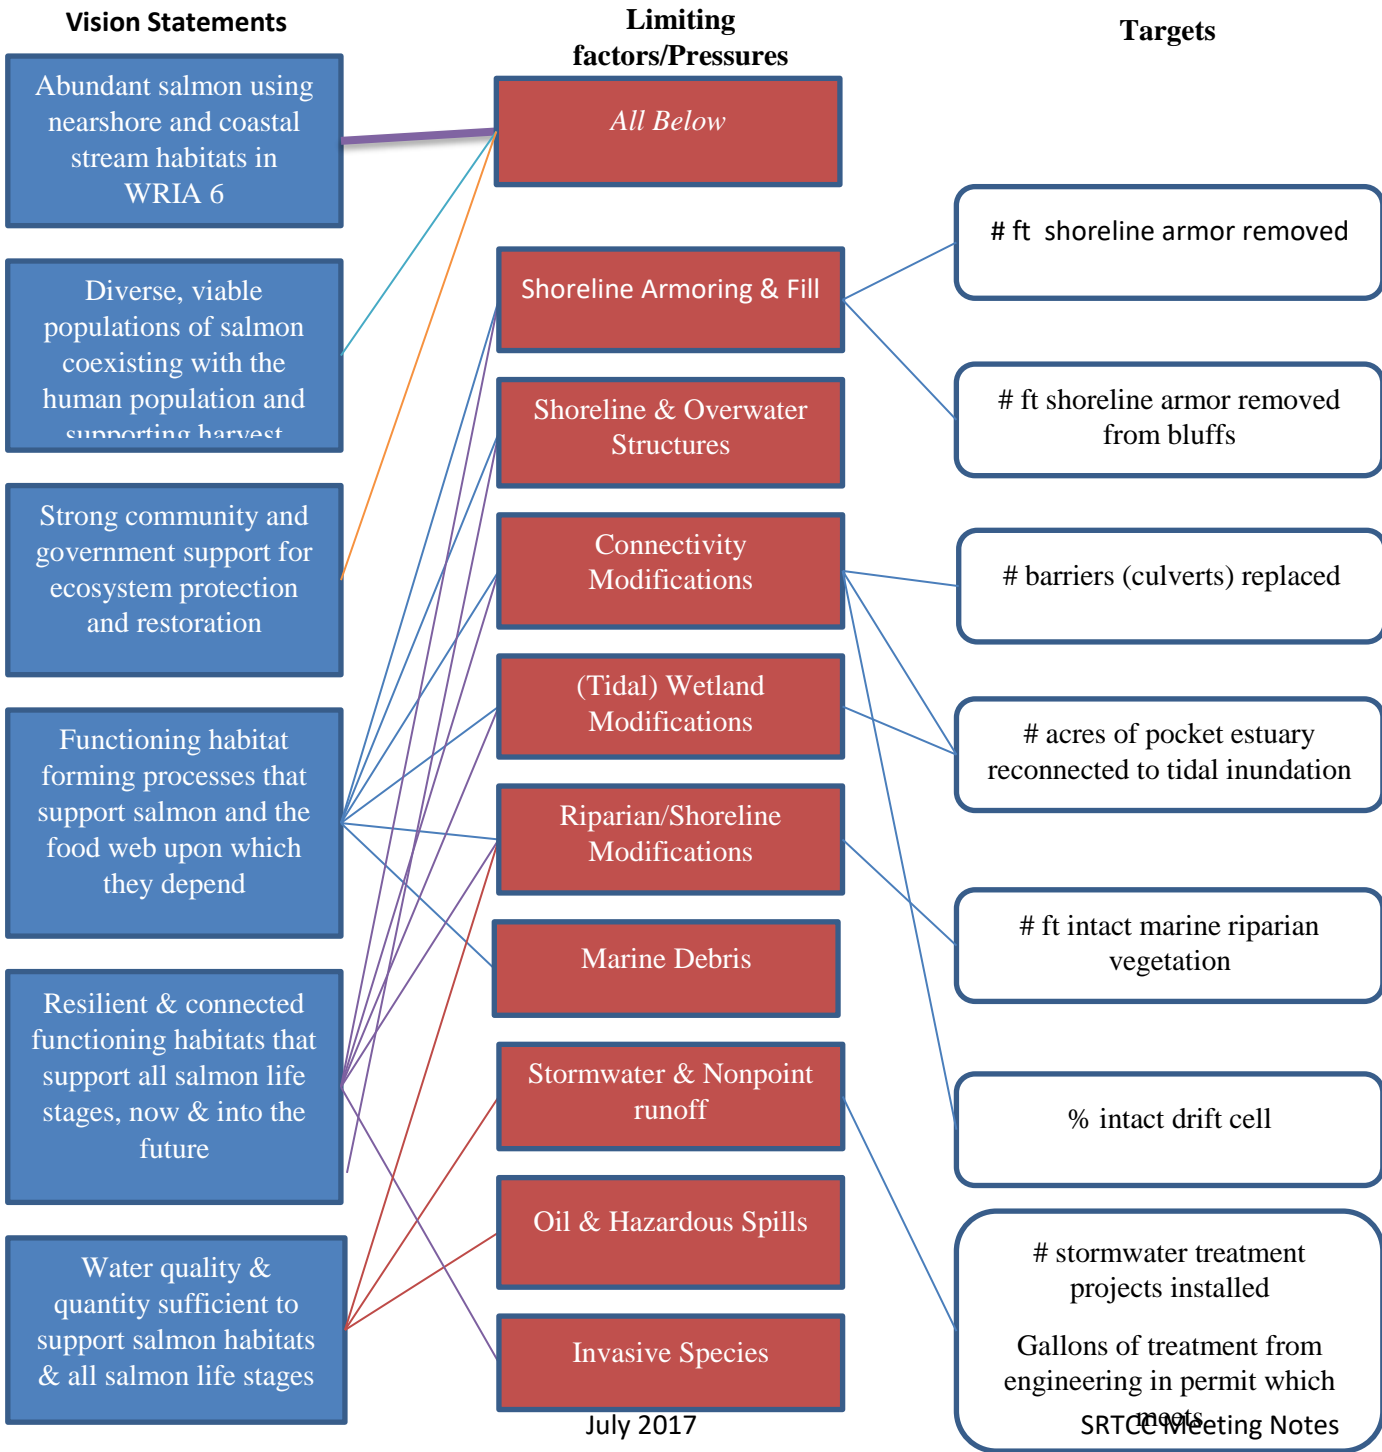 Vision Statements
Abundant salmon using
nearshore and coastal
stream habitats in
WRIA 6
Diverse, viable
populations of salmon
coexisting with the
human population and
supporting harvest
Strong community and
government support for
ecosystem protection
and restoration
Functioning habitat
forming processes that
support salmon and the
food web upon which
they depend
Resilient & connected
functioning habitats that
support all salmon life
stages, now & into the
future
Water quality &
quantity sufficient to
support salmon habitats
& all salmon life stages
Limiting
factors/Pressures
All Below
Shoreline Armoring & Fill
Shoreline & Overwater
Structures
Connectivity
Modifications
(Tidal) Wetland
Modifications
Riparian/Shoreline
Modifications
Marine Debris
Stormwater & Nonpoint
runoff
Oil & Hazardous Spills
Invasive Species
Targets
# ft  shoreline armor removed
# ft shoreline armor removed
from bluffs
# barriers (culverts) replaced
# acres of pocket estuary
reconnected to tidal inundation
# ft intact marine riparian
vegetation
% intact drift cell
# stormwater treatment
projects installed
Gallons of treatment from
engineering in permit which
meets
July 2017
SRTCC Meeting Notes